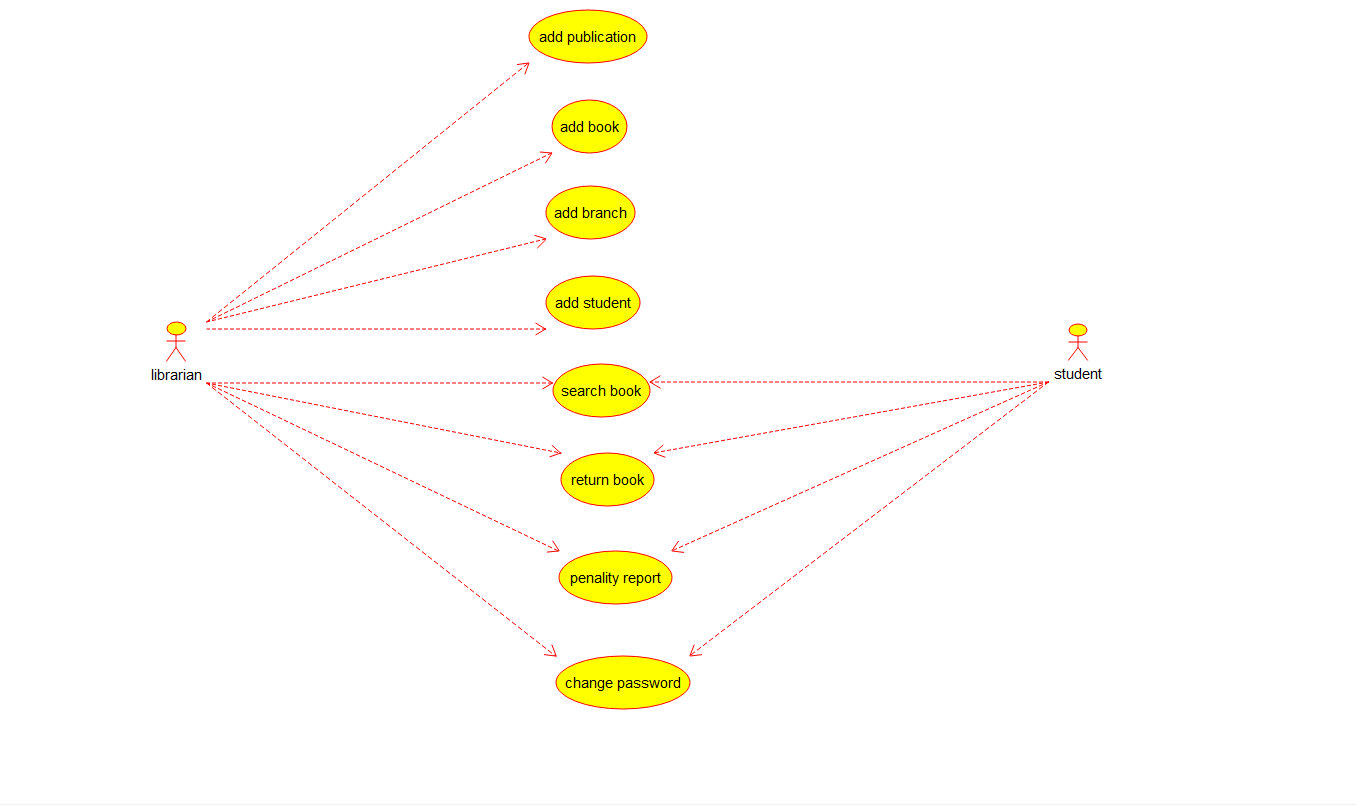 add publication
add book
add branch
add student
librarian
student
search book
return book
penality report
change password